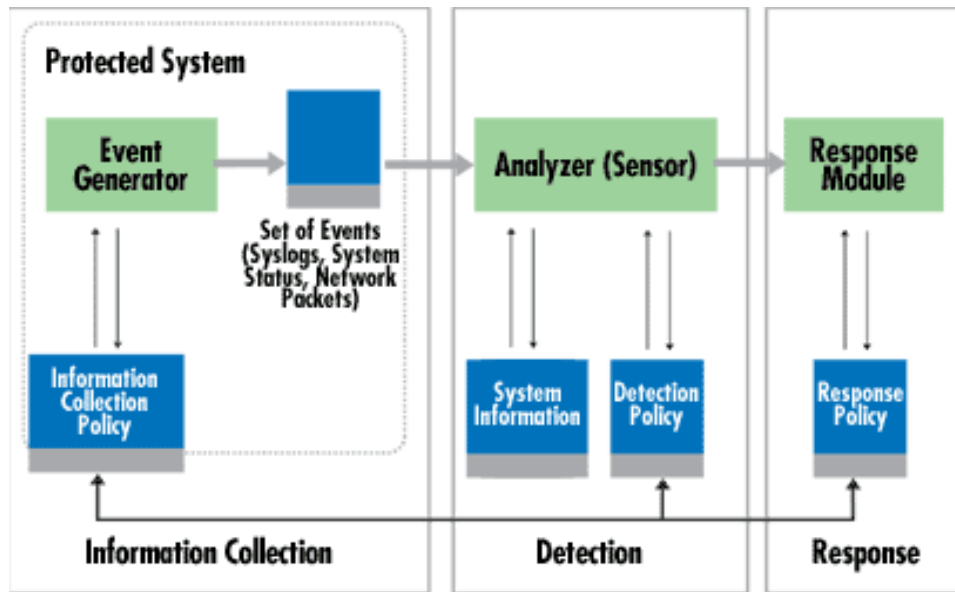 Protected System
Event
Generator
Set of Events
(Syslogs, System
Status, Network
Packets)
Information
Collection
Policy
Information Collection
Analyzer (Sensor)
System
Information
Detection
Policy
Detection
Response
Module
Response
Policy
Response